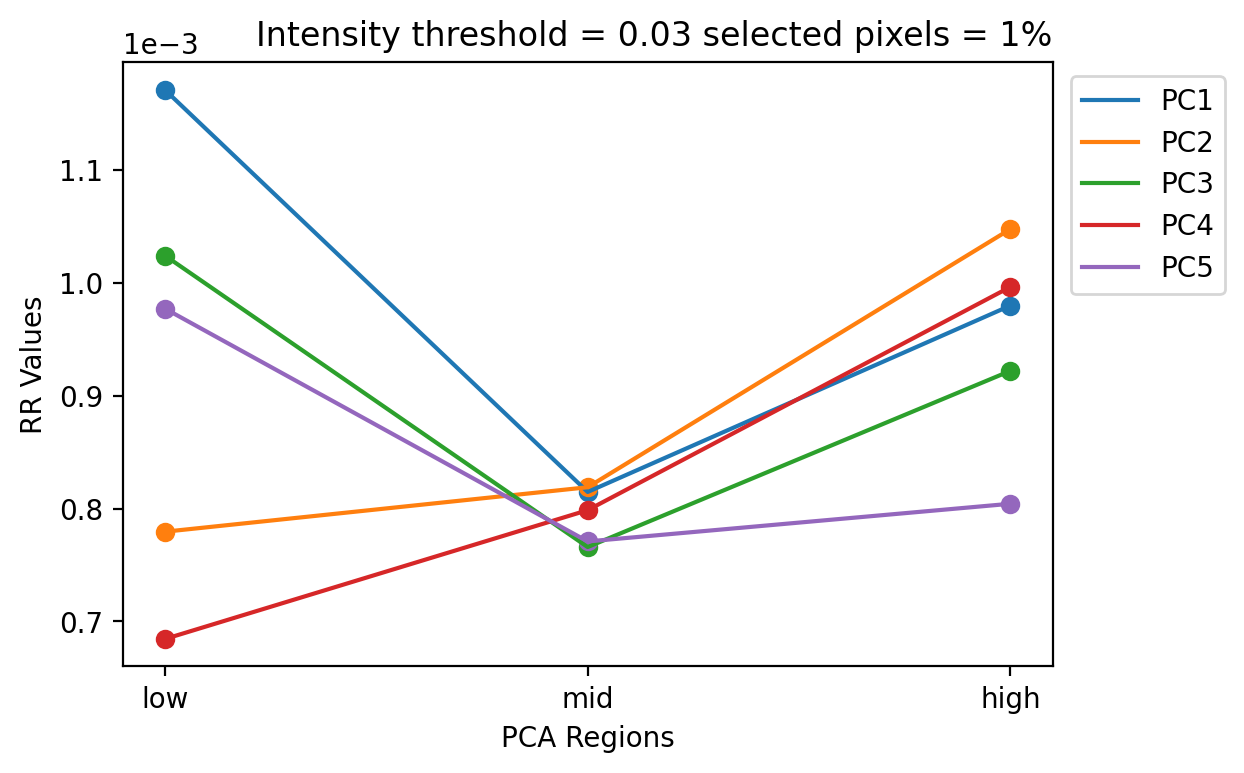 Intensity threshold = 0.03 selected pixels = 1%
1e−3
1.1
1.0
0.9
0.8
0.7
RR Values
low
mid
high
PCA Regions
PC1
PC2
PC3
PC4
PC5